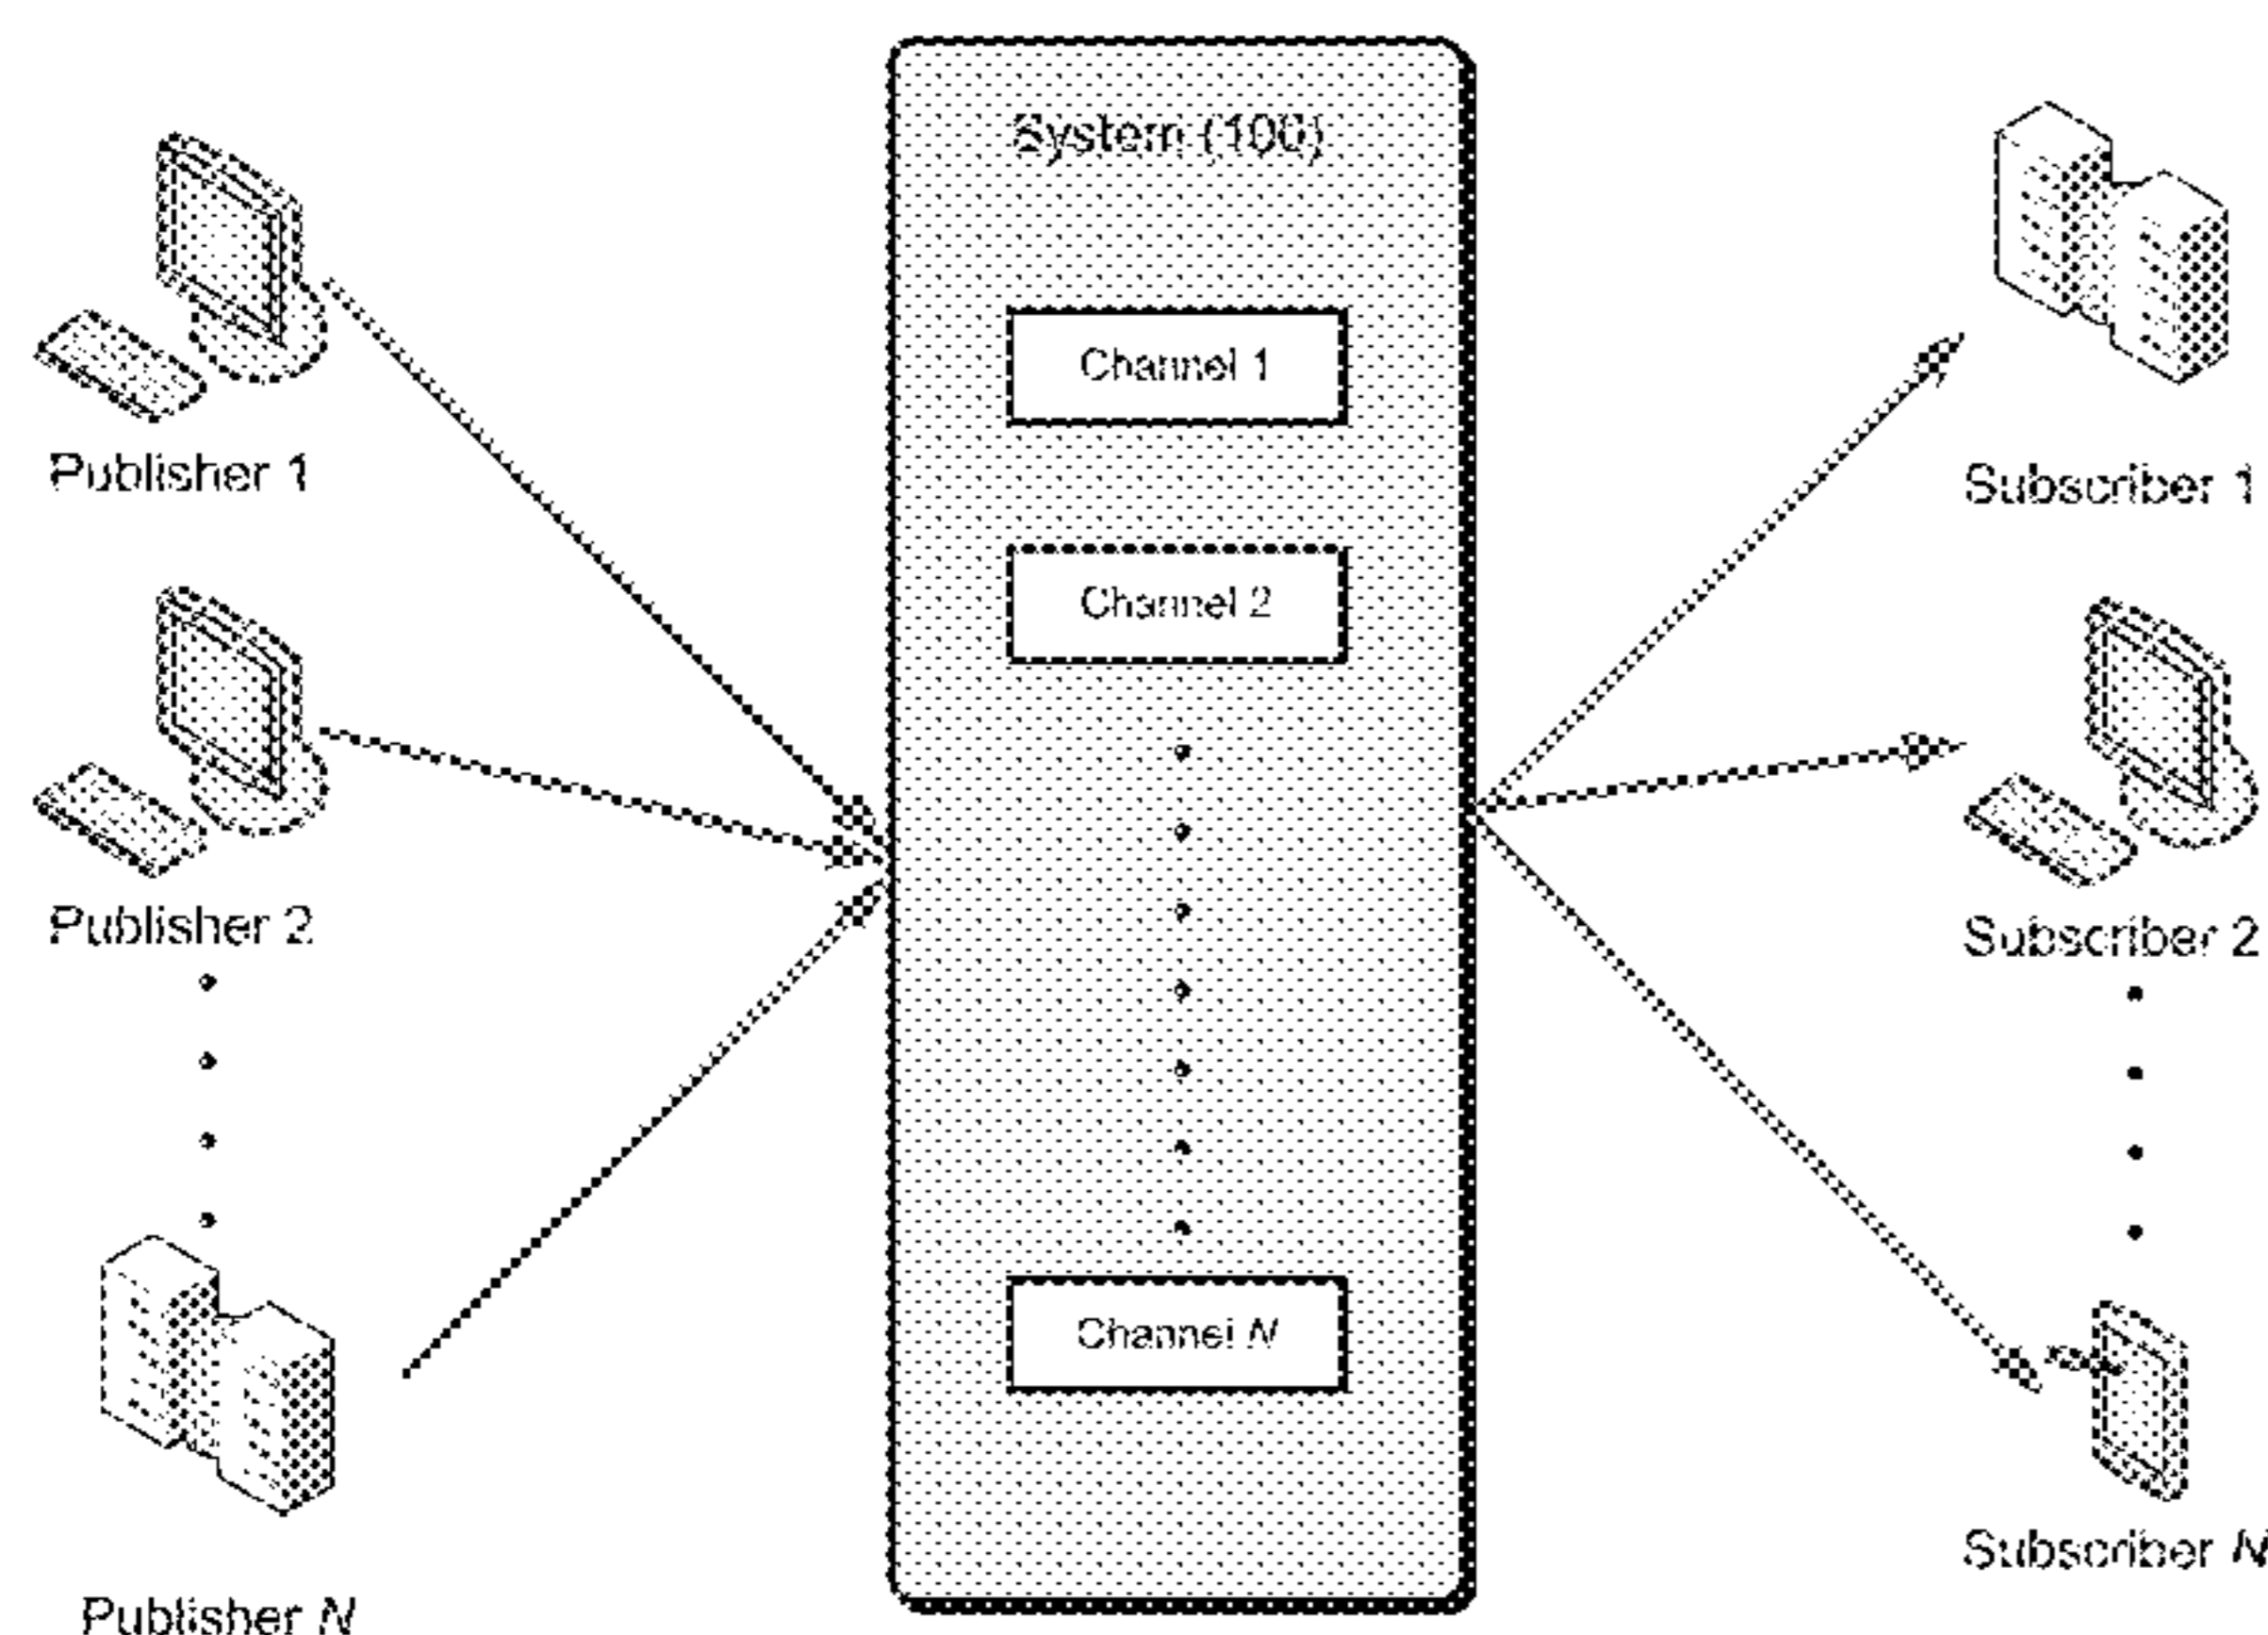 System (100)
Channel 1
Channel 2
Channel N
Publisher 1
Publisher 2
Publisher N
Subscriber 1
Subscriber 2
Subscriber N